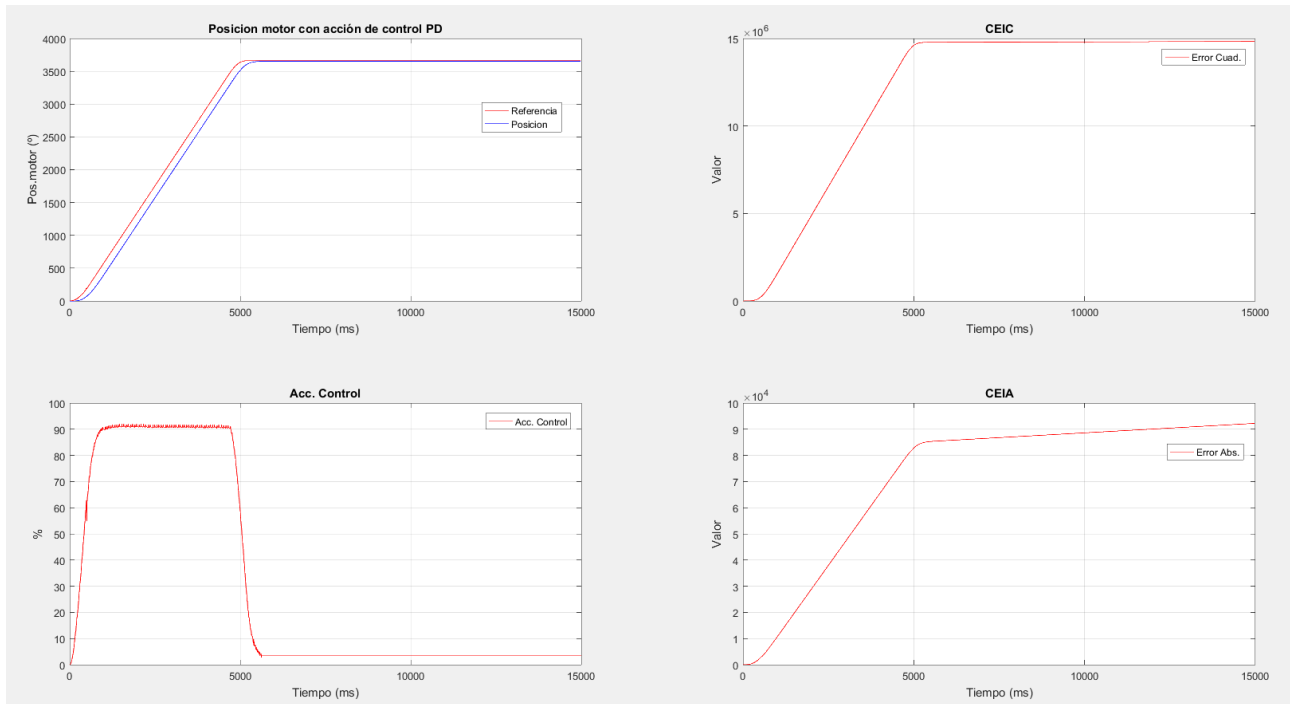 Posicion motor con acción de control PD
4000
3500
3000
2500
2000
1500
1000
500
0
Pos.motor (º)
Referencia
Posicion
0 5000 10000 15000
Tiempo (ms)
CEIC
×10^6
15
10
5
0
Valor
Error Cuad.
0 5000 10000 15000
Tiempo (ms)
Acc. Control
100
90
80
70
60
50
40
30
20
10
0
%
Acc. Control
0 5000 10000 15000
Tiempo (ms)
CEIA
×10^4
10
9
8
7
6
5
4
3
2
1
0
Valor
Error Abs.
0 5000 10000 15000
Tiempo (ms)